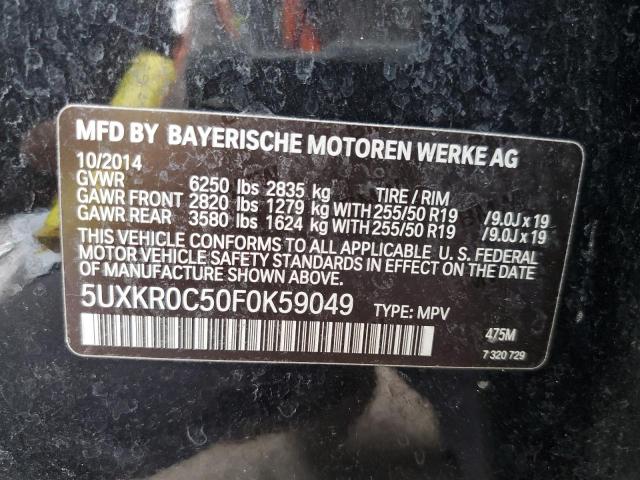 MFD BY BAYERISCHE MOTOREN WERKE AG
10/2014
GVWR 6250 lbs 2835 kg TIRE / RIM
GAWR FRONT 2820 lbs 1279 kg WITH 255/50 R19 /9.0J x 19
GAWR REAR 3580 lbs 1624 kg WITH 255/50 R19 /9.0J x 19
THIS VEHICLE CONFORMS TO ALL APPLICABLE U. S. FEDERAL
MOTOR VEHICLE SAFETY STANDARDS IN EFFECT ON THE DATE
OF MANUFACTURE SHOWN ABOVE.
5UXKR0C50F0K59049 TYPE: MPV
475M
7 320 729